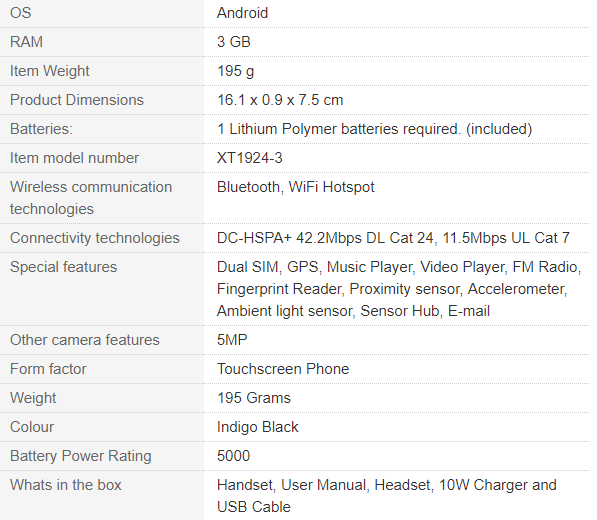 OS Android
RAM 3 GB
Item Weight 195 g
Product Dimensions 16.1 x 0.9 x 7.5 cm
Batteries: 1 Lithium Polymer batteries required. (included)
Item model number XT1924-3
Wireless communication Bluetooth, WiFi Hotspot
technologies
Connectivity technologies DC-HSPA+ 42.2Mbps DL Cat 24, 11.5Mbps UL Cat 7
Special features Dual SIM, GPS, Music Player, Video Player, FM Radio,
Fingerprint Reader, Proximity sensor, Accelerometer,
Ambient light sensor, Sensor Hub, E-mail
Other camera features 5MP
Form factor Touchscreen Phone
Weight 195 Grams
Colour Indigo Black
Battery Power Rating 5000
Whats in the box Handset, User Manual, Headset, 10W Charger and
USB Cable